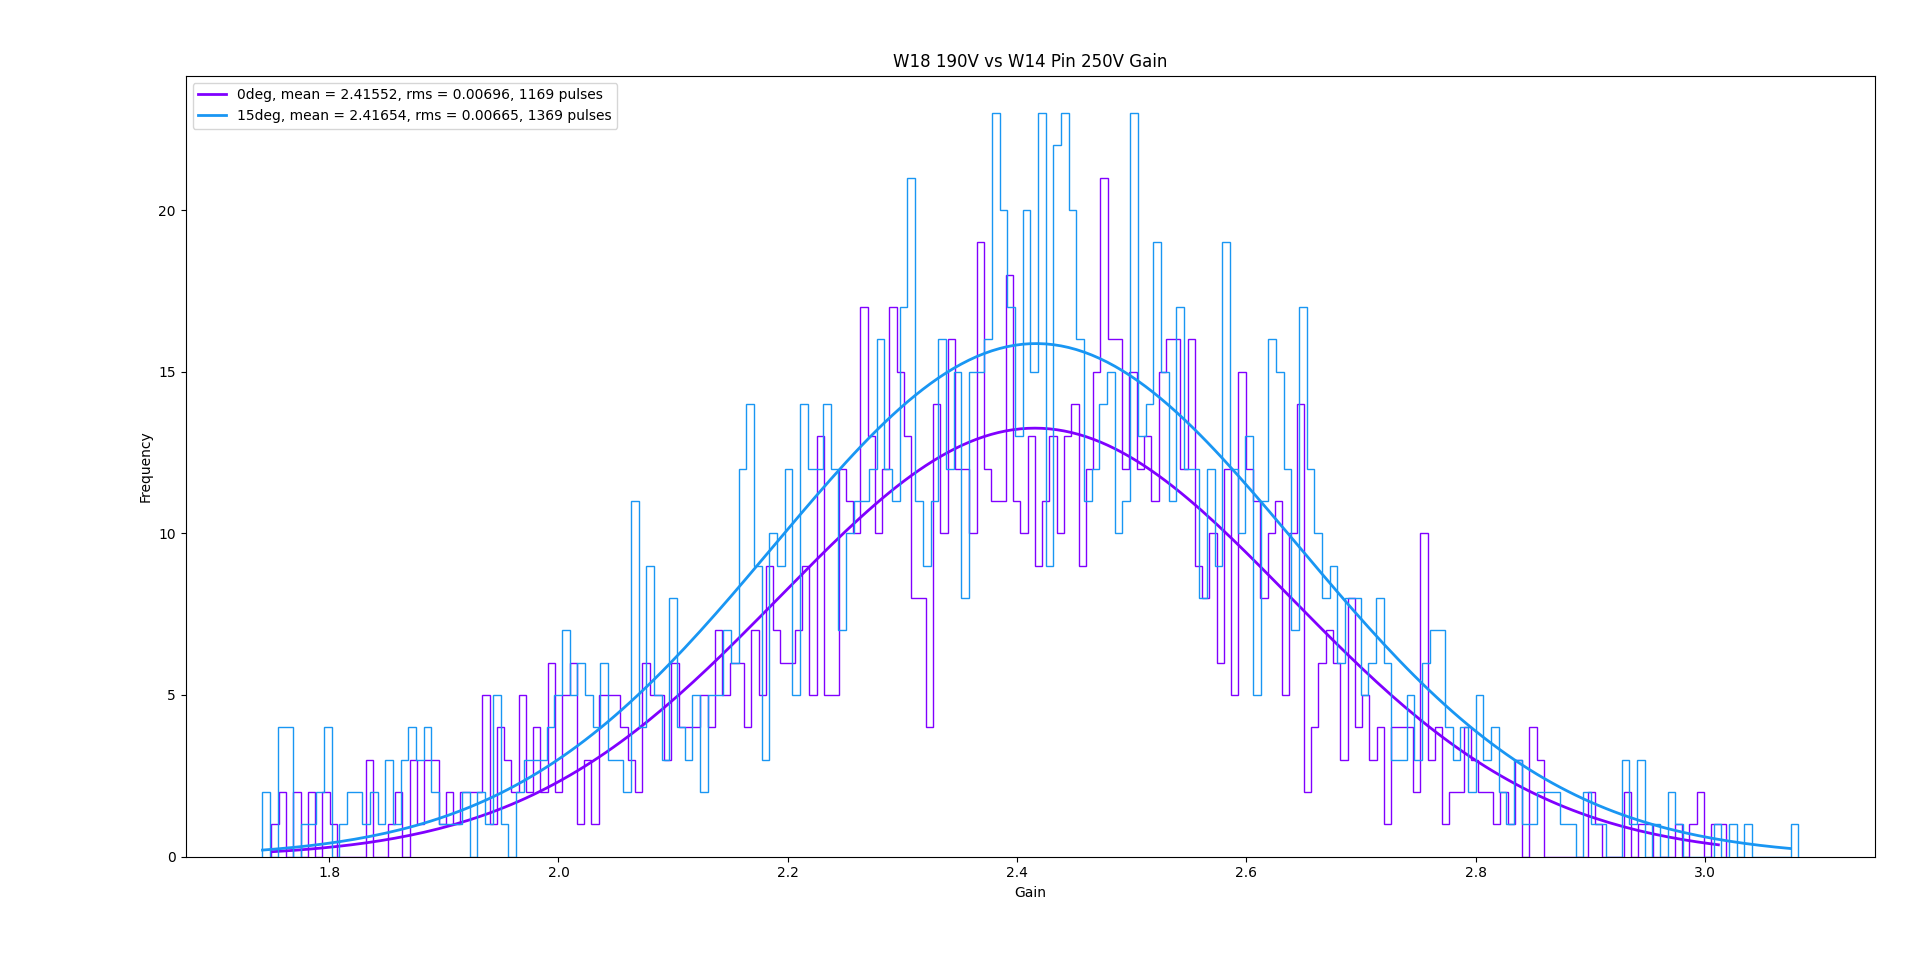 W18 190V vs W14 Pin 250V Gain
0deg, mean = 2.41552, rms = 0.00696, 1169 pulses
15deg, mean = 2.41654, rms = 0.00665, 1369 pulses
Frequency
20
15
10
5
0
1.8 2.0 2.2 2.4 2.6 2.8 3.0
Gain